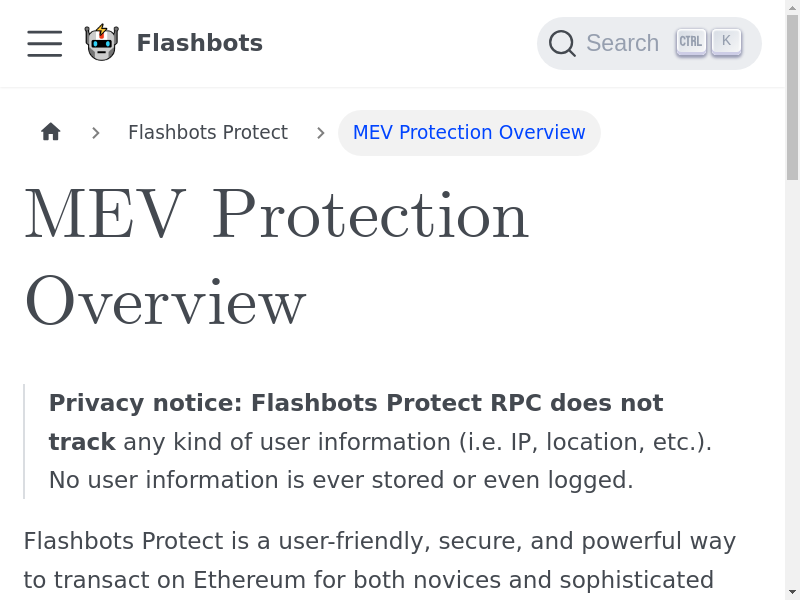 Flashbots
Search CTRL K
Flashbots Protect MEV Protection Overview
MEV Protection
Overview
Privacy notice: Flashbots Protect RPC does not
track any kind of user information (i.e. IP, location, etc.).
No user information is ever stored or even logged.
Flashbots Protect is a user-friendly, secure, and powerful way
to transact on Ethereum for both novices and sophisticated